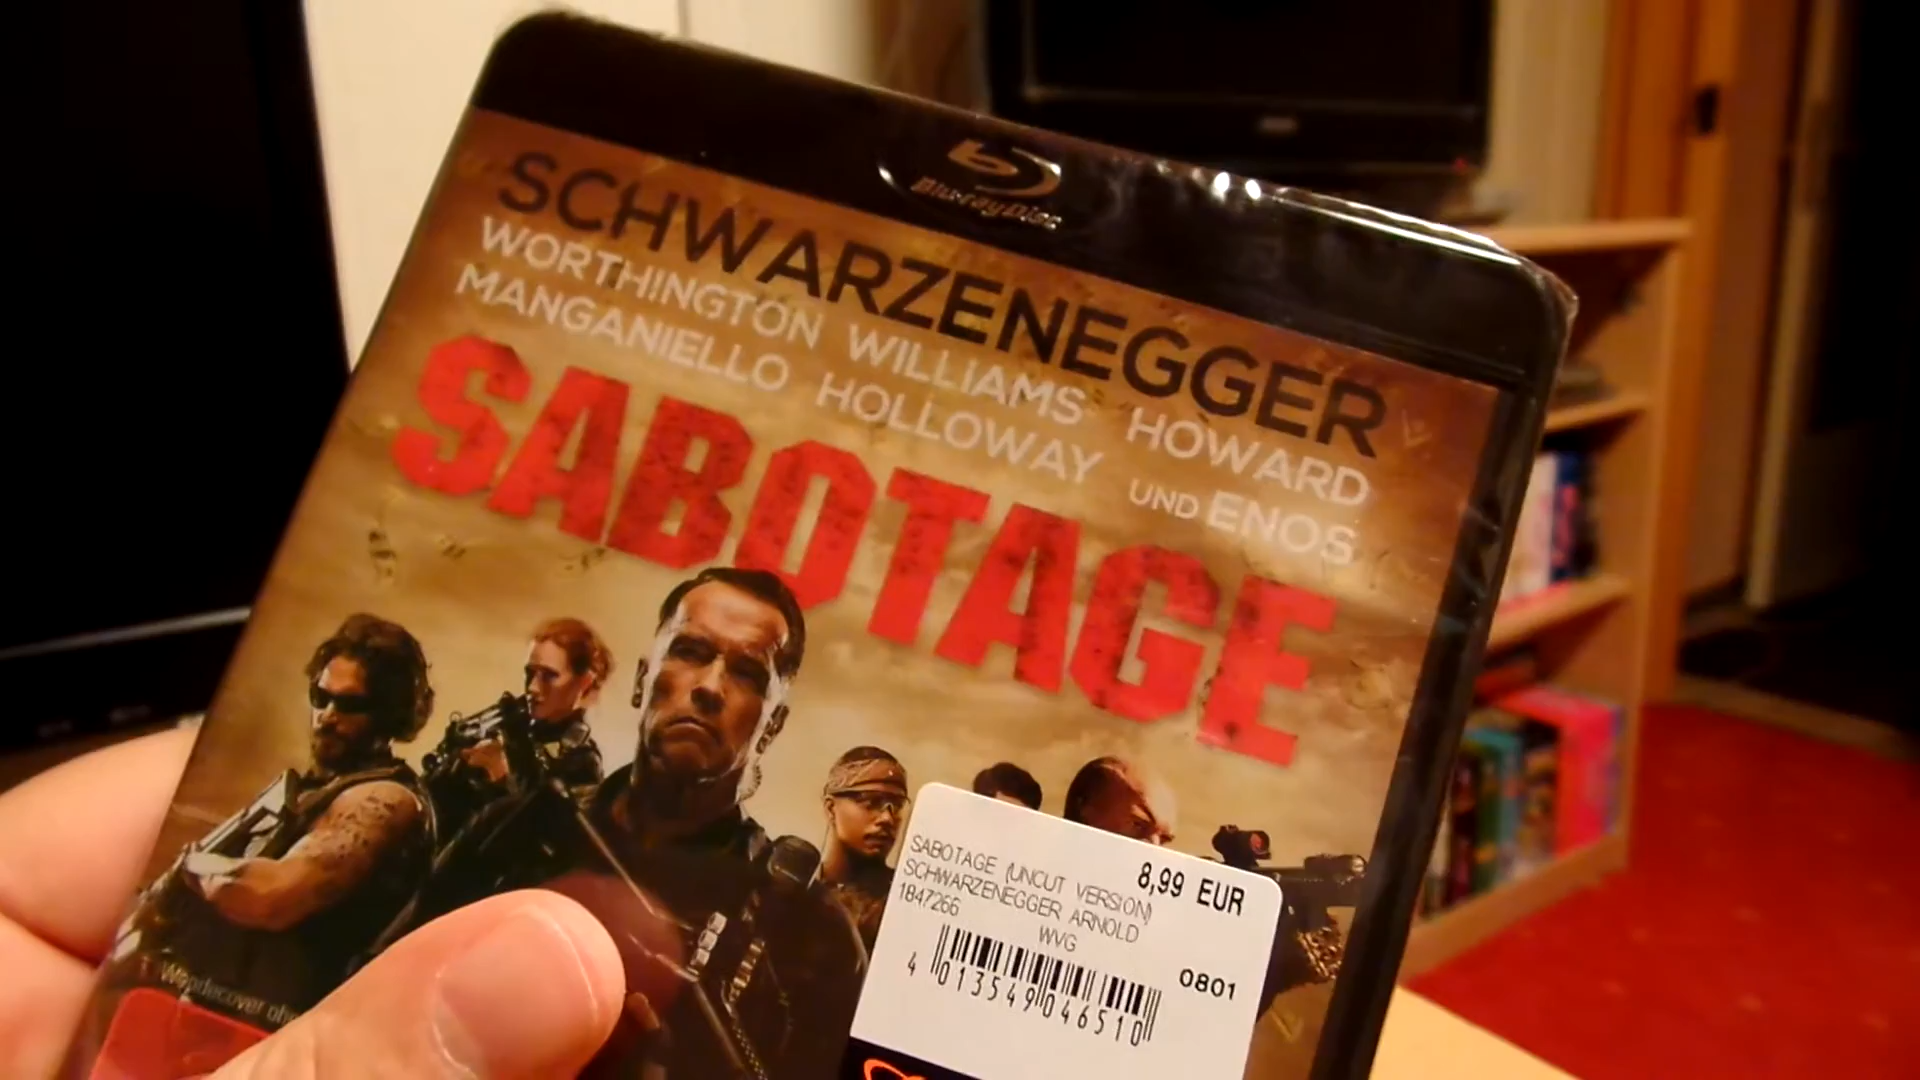 Blu-ray Disc
SCHWARZENEGGER
WORTHINGTON WILLIAMS HOWARD
MANGANIELLO HOLLOWAY UND ENOS
SABOTAGE
8,99 EUR
SABOTAGE (UNCUT VERSION)
SCHWARZENEGGER ARNOLD
1847266
WVG
0801
4 013549 046510
Wendecover